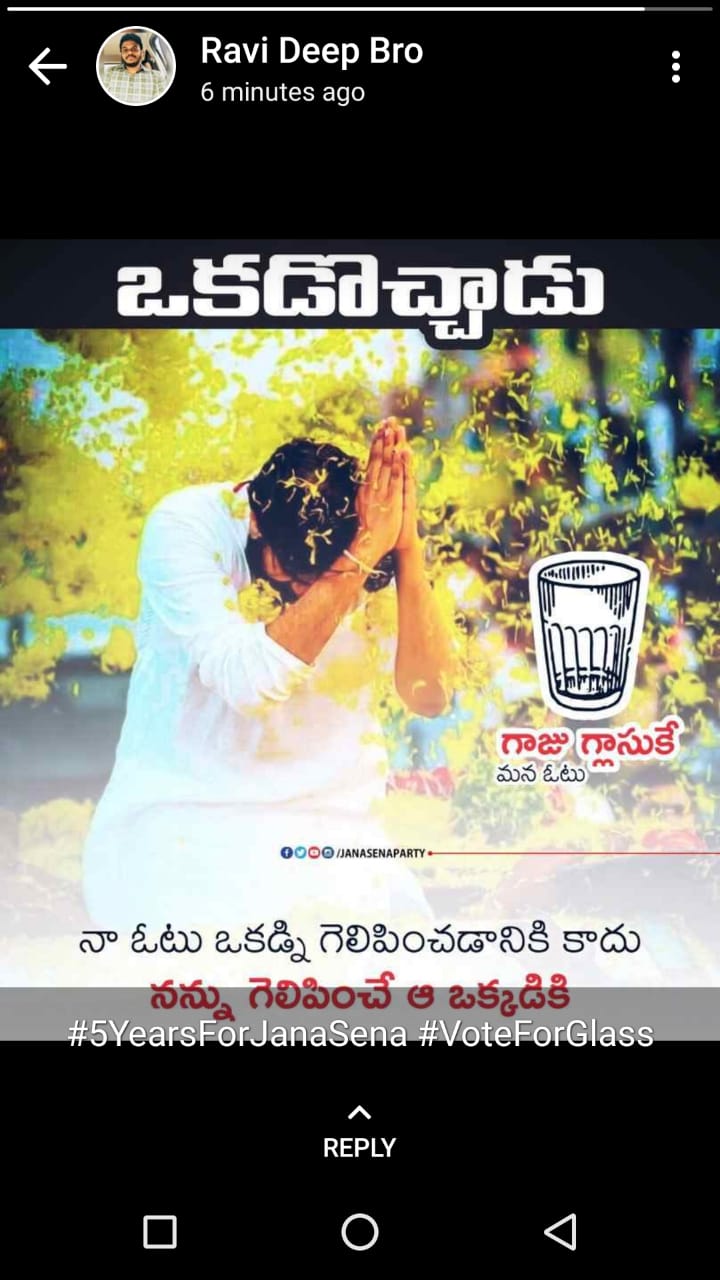 Ravi Deep Bro
6 minutes ago
ఒకడొచ్చాడు
గాజు గ్లాసుకే
మన ఓటు
/JANASENAPARTY
నా ఓటు ఒకడ్ని గెలిపించడానికి కాదు
నన్ను గెలిపించే ఆ ఒక్కడికి
#5YearsForJanaSena #VoteForGlass
REPLY